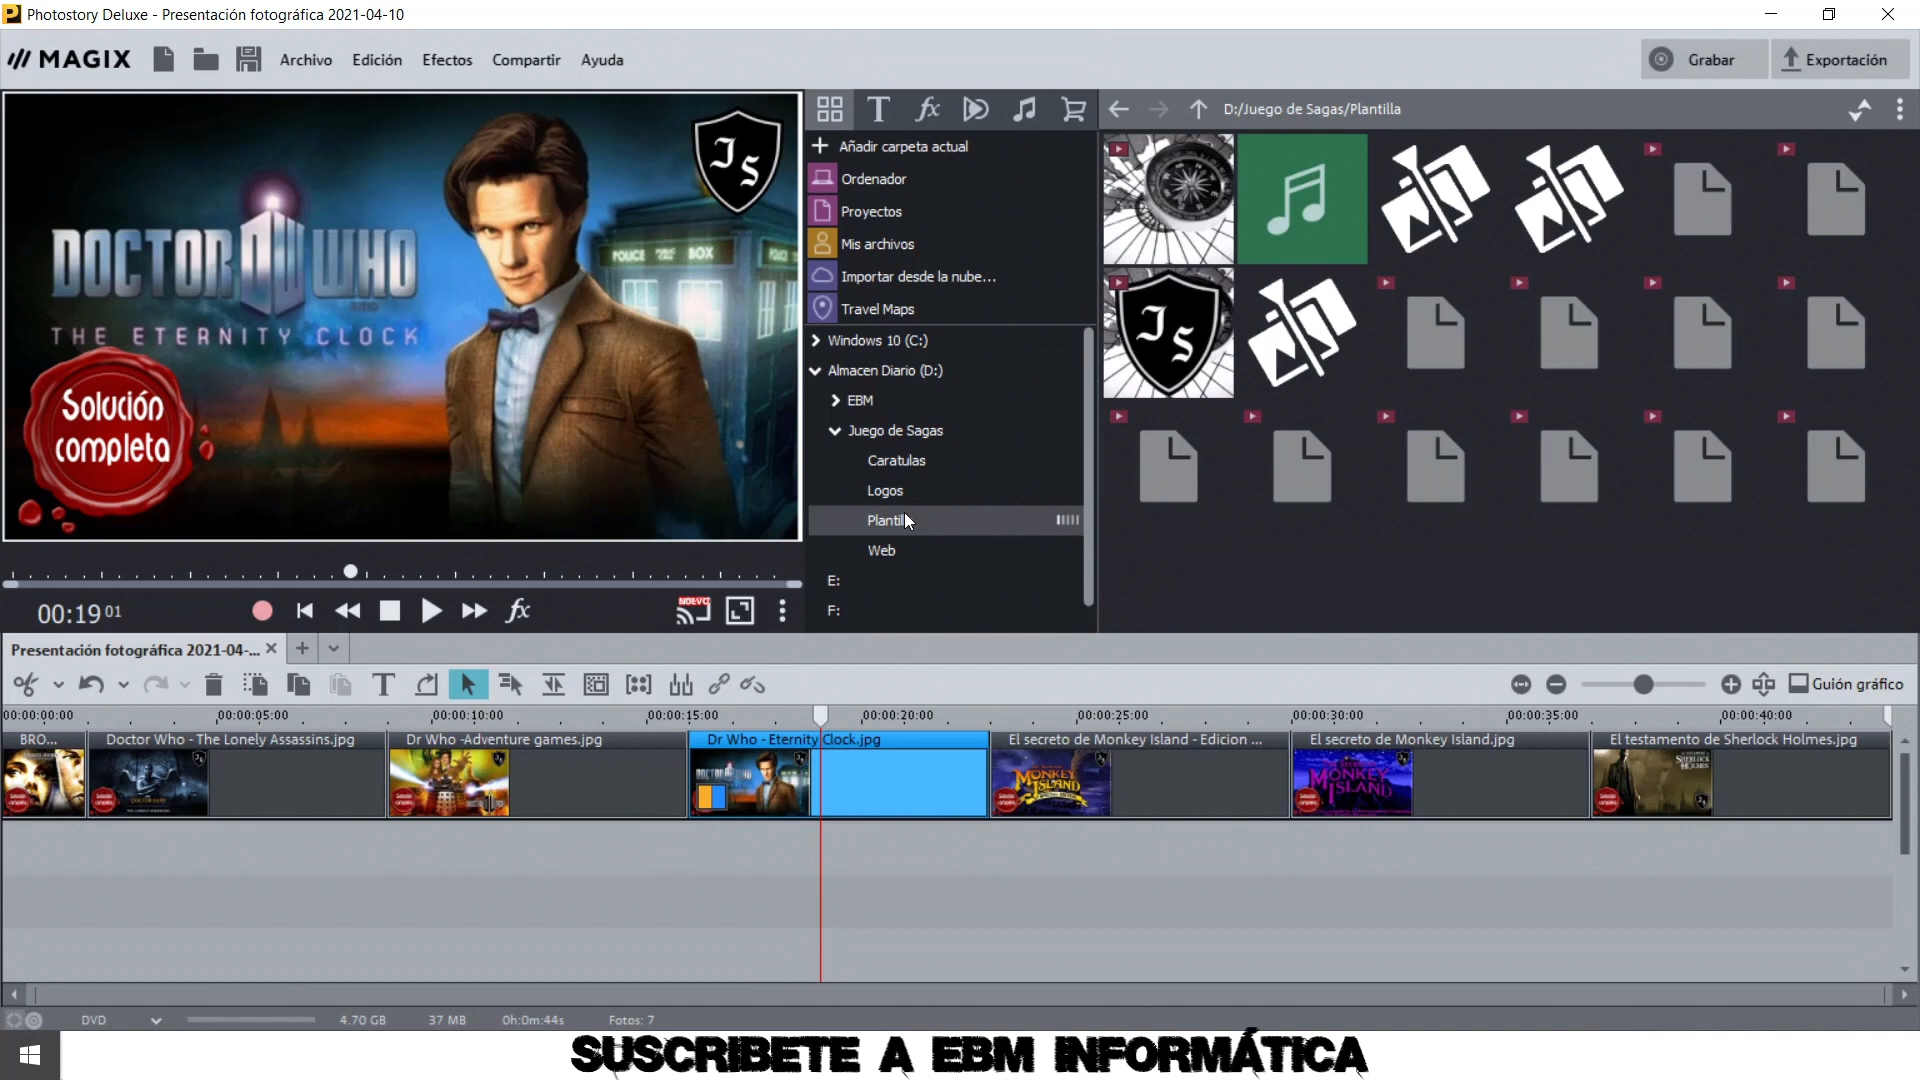 Photostory Deluxe - Presentación fotográfica 2021-04-10
MAGIX
Archivo Edición Efectos Compartir Ayuda
Grabar
Exportación
DOCTOR WHO
THE ETERNITY CLOCK
POLICE PUBLIC BOX
JS
Solución
completa
D:/Juego de Sagas/Plantilla
Añadir carpeta actual
Ordenador
Proyectos
Mis archivos
Importar desde la nube...
Travel Maps
Windows 10 (C:)
Almacen Diario (D:)
EBM
Juego de Sagas
Caratulas
Logos
Plantil
Web
E:
F:
JS
00:19 01
NUEVO
Presentación fotográfica 2021-04-...
Guión gráfico
00:00:00:00 00:00:05:00 00:00:10:00 00:00:15:00 00:00:20:00 00:00:25:00 00:00:30:00 00:00:35:00 00:00:40:00
BRO... Doctor Who - The Lonely Assassins.jpg Dr Who -Adventure games.jpg Dr Who - Eternity Clock.jpg El secreto de Monkey Island - Edicion ... El secreto de Monkey Island.jpg El testamento de Sherlock Holmes.jpg
DVD 4.70 GB 37 MB 0h:0m:44s Fotos: 7
SUSCRIBETE A EBM INFORMÁTICA